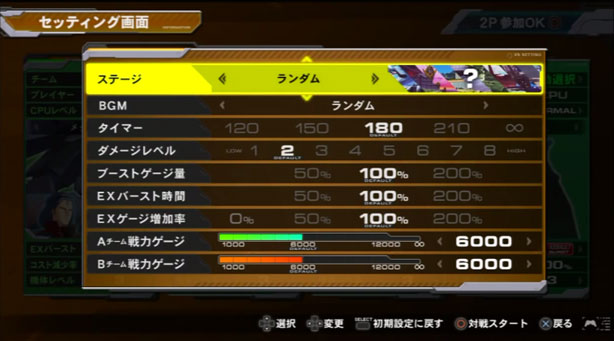 セッティング画面
2P 参加OK
ステージ ランダム ?
BGM ランダム
タイマー 120 150 180 210 ∞
DEFAULT
ダメージレベル LOW 1 2 3 4 5 6 7 8 HIGH
DEFAULT
ブーストゲージ量 50% 100% 200%
DEFAULT
EXバースト時間 50% 100% 200%
DEFAULT
EXゲージ増加率 0% 50% 100% 200%
DEFAULT
Aチーム戦力ゲージ 1000 6000 12000 ∞ 6000
DEFAULT
Bチーム戦力ゲージ 1000 6000 12000 ∞ 6000
DEFAULT
チーム
プレイヤー
CPUレベル
EXバースト
コスト減少率
機体レベル
選択 変更 SELECT 初期設定に戻す 対戦スタート 戻る